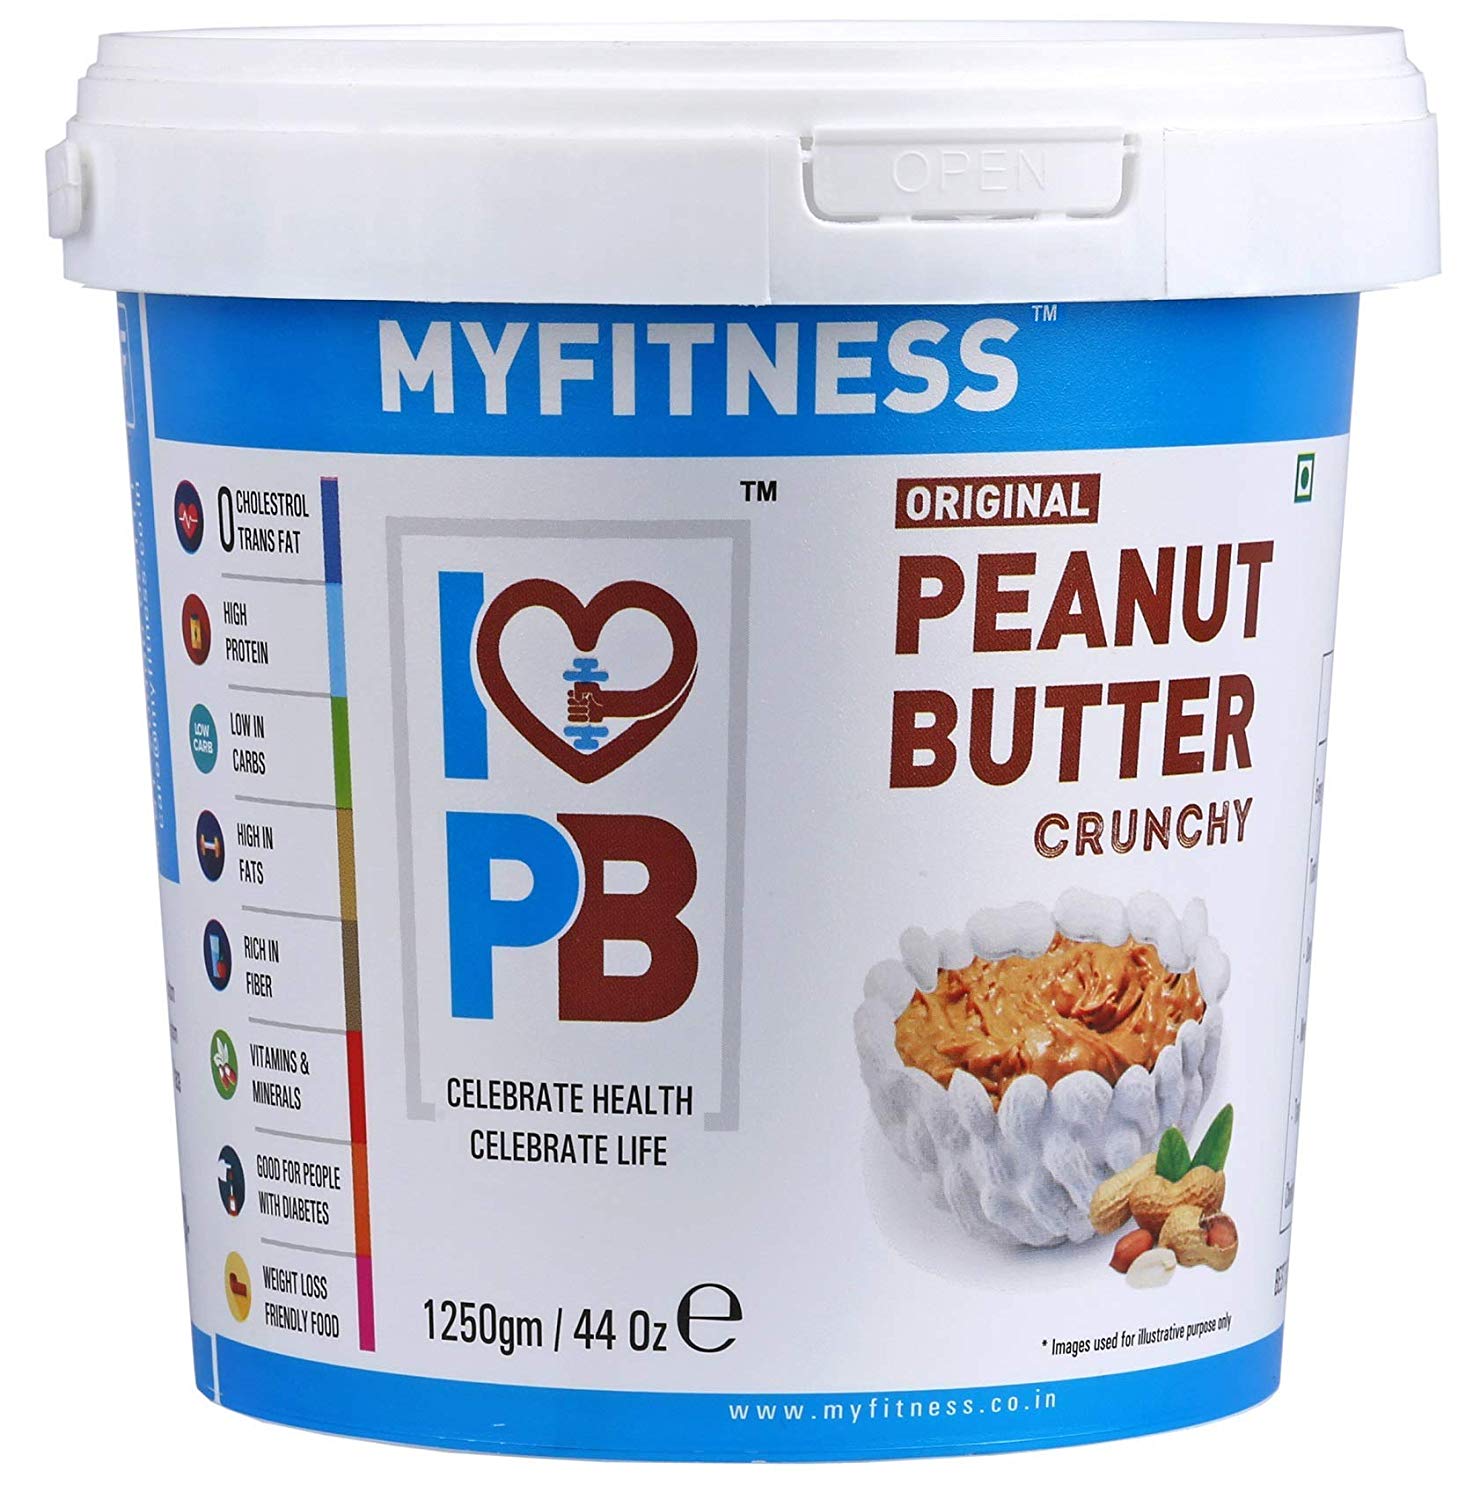 OPEN
MYFITNESS™
0 CHOLESTROL
TRANS FAT
HIGH
PROTEIN
LOW
CARB
LOW IN
CARBS
HIGH IN
FATS
RICH IN
FIBER
VITAMINS &
MINERALS
GOOD FOR PEOPLE
WITH DIABETES
WEIGHT LOSS
FRIENDLY FOOD
TM
I
PB
CELEBRATE HEALTH
CELEBRATE LIFE
1250gm / 44 Oz ℮
ORIGINAL
PEANUT
BUTTER
CRUNCHY
* Images used for illustrative purpose only
www.myfitness.co.in